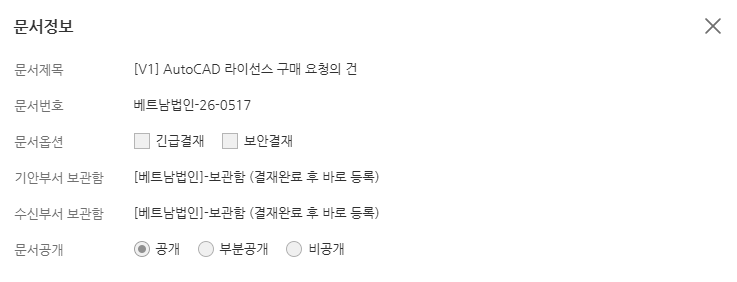 문서정보
문서제목 [V1] AutoCAD 라이선스 구매 요청의 건
문서번호 베트남법인-26-0517
문서옵션 긴급결재 보안결재
기안부서 보관함 [베트남법인]-보관함 (결재완료 후 바로 등록)
수신부서 보관함 [베트남법인]-보관함 (결재완료 후 바로 등록)
문서공개 공개 부분공개 비공개